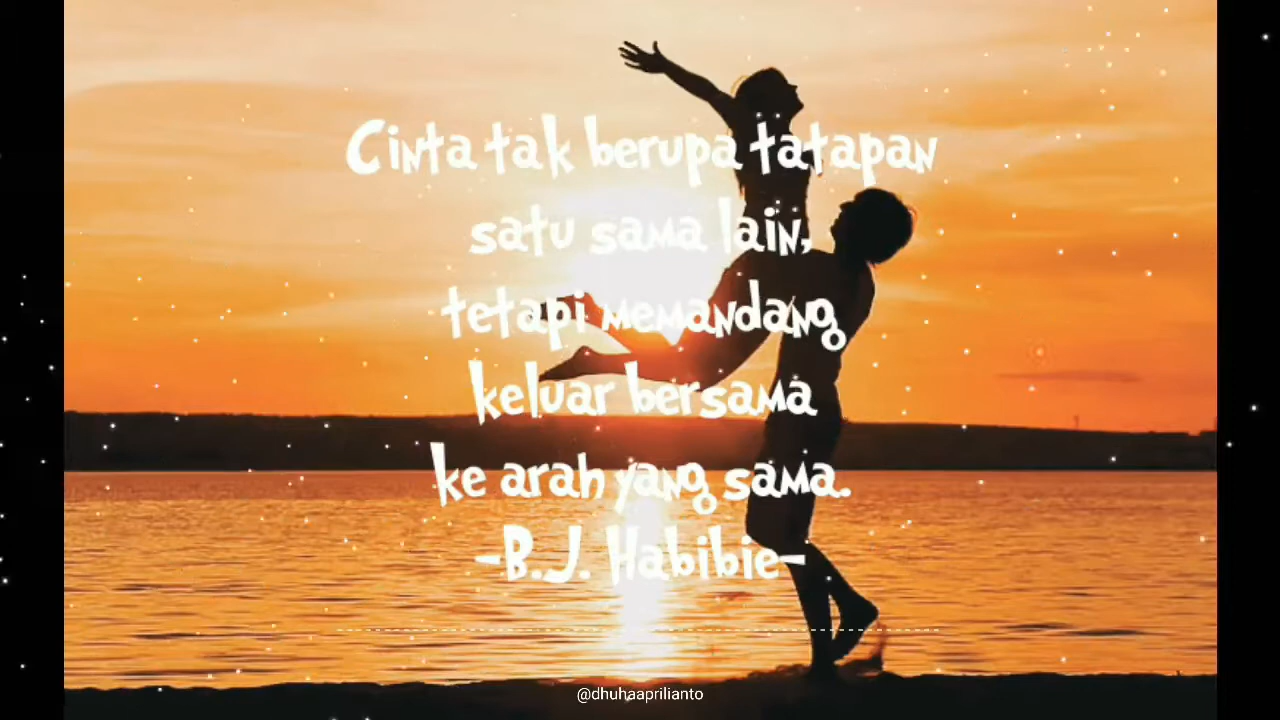 Cinta tak berupa tatapan
satu sama lain,
tetapi memandang
keluar bersama
ke arah yang sama.
-B.J. Habibie-
@dhuhaaprilianto